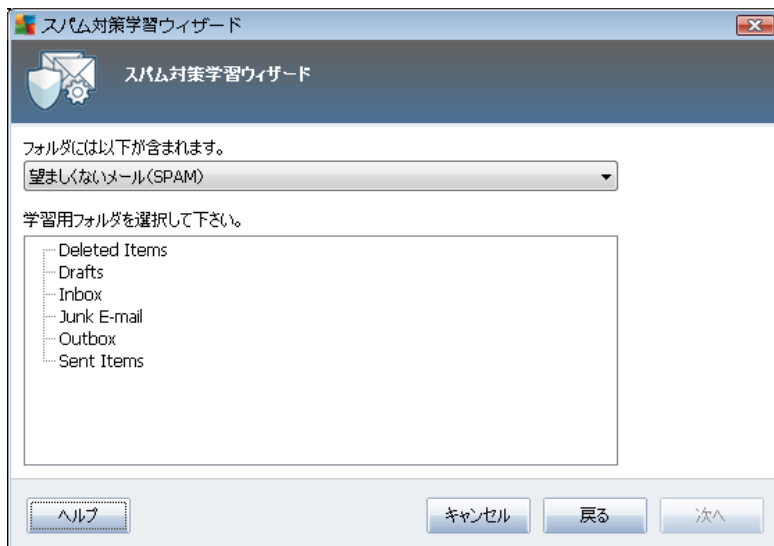 スパム対策学習ウィザード
スパム対策学習ウィザード
フォルダには以下が含まれます。
望ましくないメール(SPAM)
学習用フォルダを選択して下さい。
Deleted Items
Drafts
Inbox
Junk E-mail
Outbox
Sent Items
ヘルプ
キャンセル
戻る
次へ